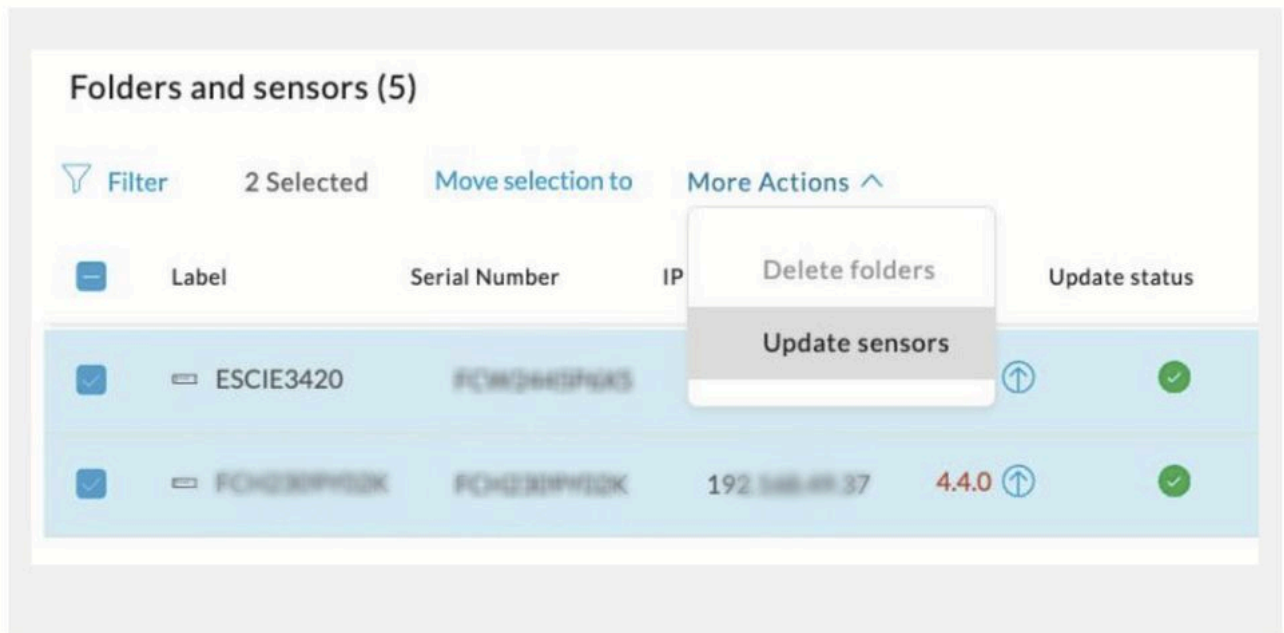 Folders and sensors (5)
Filter 2 Selected Move selection to More Actions
Delete folders
Label Serial Number IP Update status
Update sensors
ESCIE3420
192 37 4.4.0